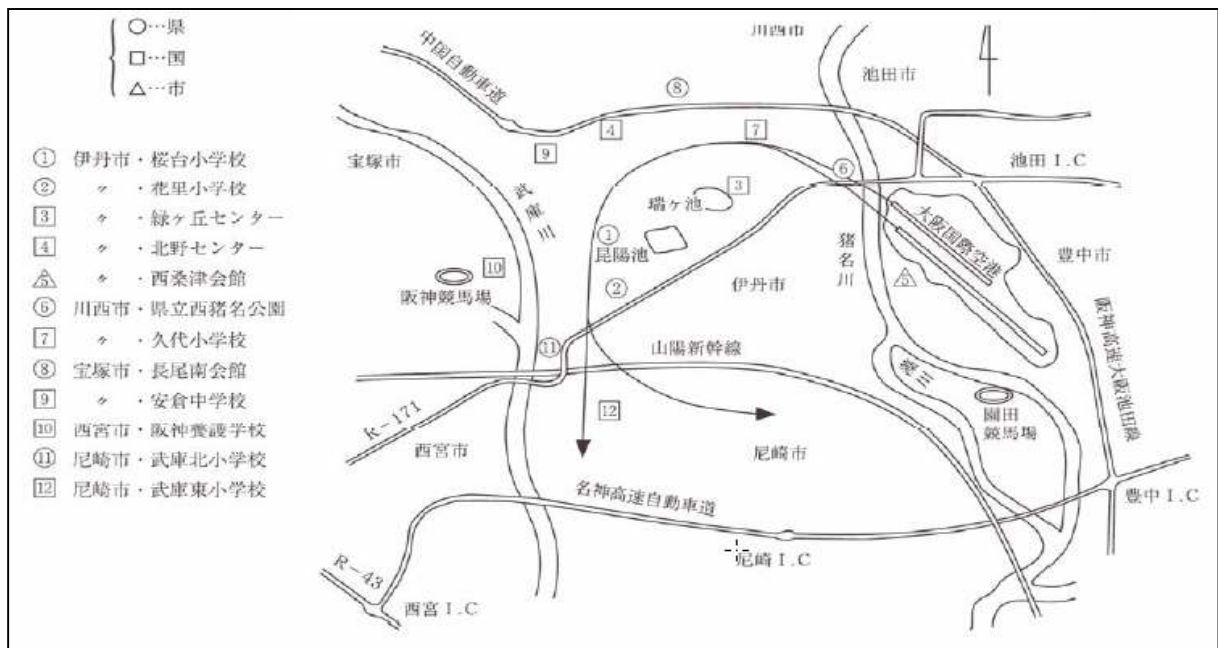 ○…県
□…国
△…市
① 伊丹市・桜台小学校
② 〃 ・花里小学校
3 〃 ・緑ヶ丘センター
4 〃 ・北野センター
5 〃 ・西桑津会館
⑥ 川西市・県立西猪名公園
7 〃 ・久代小学校
⑧ 宝塚市・長尾南会館
9 〃 ・安倉中学校
10 西宮市・阪神養護学校
⑪ 尼崎市・武庫北小学校
12 尼崎市・武庫東小学校
川西市
中国自動車道
池田市
⑧
4
7
9
宝塚市
池田I.C
⑥
武庫川
3
瑞ヶ池
大阪国際空港
①
昆陽池
猪名川
豊中市
10
5
伊丹市
阪神競馬場
②
阪神高速大阪池田線
⑪
山陽新幹線
12
園田
競馬場
K-171
西宮市
尼崎市
名神高速自動車道
豊中I.C
尼崎I.C
R-43
西宮I.C